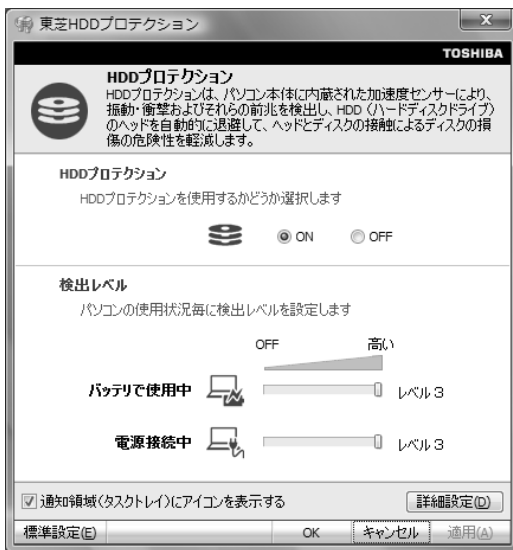 東芝HDDプロテクション
TOSHIBA
HDDプロテクション
HDDプロテクションは、パソコン本体に内蔵された加速度センサーにより、
振動・衝撃およびそれらの前兆を検出し、HDD（ハードディスクドライブ）
のヘッドを自動的に退避して、ヘッドとディスクの接触によるディスクの損
傷の危険性を軽減します。
HDDプロテクション
HDDプロテクションを使用するかどうか選択します
ON OFF
検出レベル
パソコンの使用状況毎に検出レベルを設定します
OFF 高い
バッテリで使用中 レベル 3
電源接続中 レベル 3
通知領域(タスクトレイ)にアイコンを表示する 詳細設定(D)
標準設定(E) OK キャンセル 適用(A)